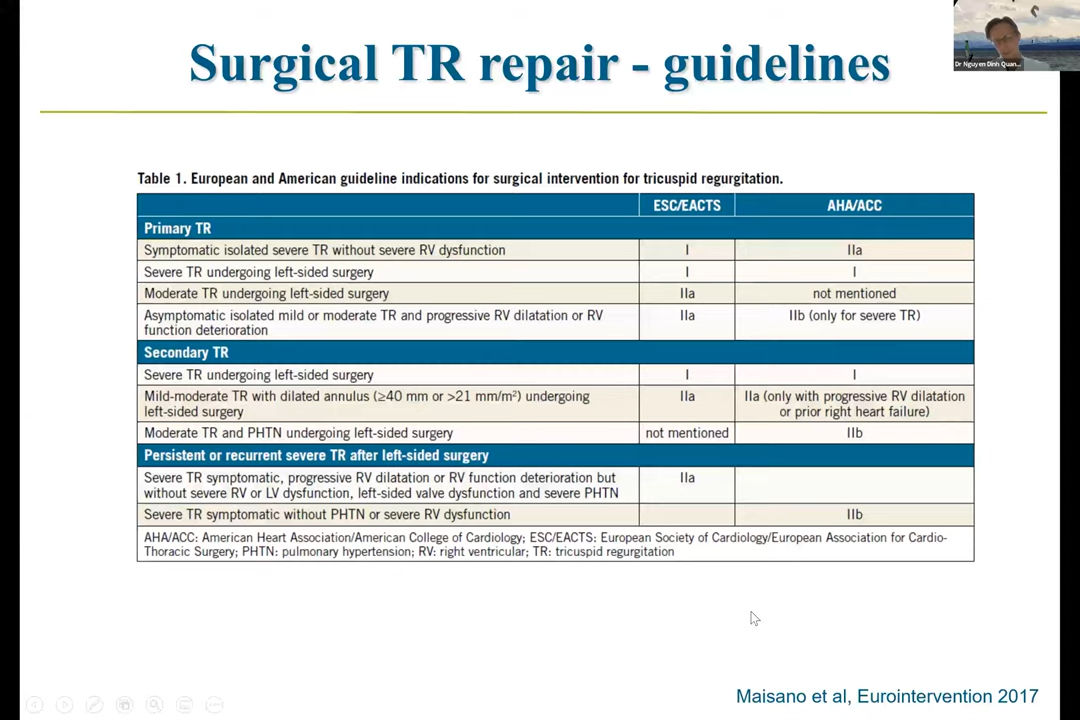 Dr Nguyen Dinh Quan...
Surgical TR repair - guidelines
Table 1. European and American guideline indications for surgical intervention for tricuspid regurgitation.
ESC/EACTS AHA/ACC
Primary TR
Symptomatic isolated severe TR without severe RV dysfunction I IIa
Severe TR undergoing left-sided surgery I I
Moderate TR undergoing left-sided surgery IIa not mentioned
Asymptomatic isolated mild or moderate TR and progressive RV dilatation or RV IIa IIb (only for severe TR)
function deterioration
Secondary TR
Severe TR undergoing left-sided surgery I I
Mild-moderate TR with dilated annulus (≥40 mm or >21 mm/m²) undergoing IIa IIa (only with progressive RV dilatation
left-sided surgery or prior right heart failure)
Moderate TR and PHTN undergoing left-sided surgery not mentioned IIb
Persistent or recurrent severe TR after left-sided surgery
Severe TR symptomatic, progressive RV dilatation or RV function deterioration but IIa
without severe RV or LV dysfunction, left-sided valve dysfunction and severe PHTN
Severe TR symptomatic without PHTN or severe RV dysfunction IIb
AHA/ACC: American Heart Association/American College of Cardiology; ESC/EACTS: European Society of Cardiology/European Association for Cardio-
Thoracic Surgery; PHTN: pulmonary hypertension; RV: right ventricular; TR: tricuspid regurgitation
Maisano et al, Eurointervention 2017